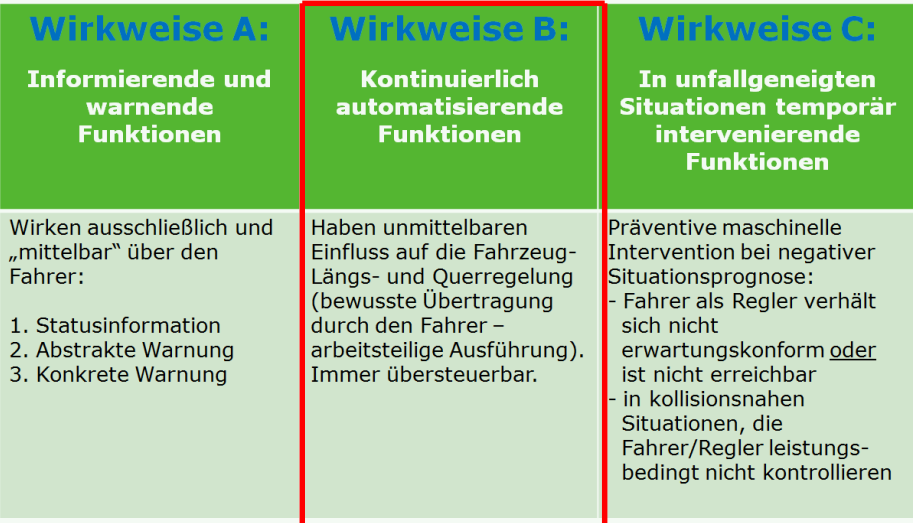 Wirkweise A:
Informierende und
warnende
Funktionen
Wirken ausschließlich und
„mittelbar“ über den
Fahrer:
1. Statusinformation
2. Abstrakte Warnung
3. Konkrete Warnung
Wirkweise B:
Kontinuierlich
automatisierende
Funktionen
Haben unmittelbaren
Einfluss auf die Fahrzeug-
Längs- und Querregelung
(bewusste Übertragung
durch den Fahrer –
arbeitsteilige Ausführung).
Immer übersteuerbar.
Wirkweise C:
In unfallgeneigten
Situationen temporär
intervenierende
Funktionen
Präventive maschinelle
Intervention bei negativer
Situationsprognose:
- Fahrer als Regler verhält
sich nicht
erwartungskonform oder
ist nicht erreichbar
- in kollisionsnahen
Situationen, die
Fahrer/Regler leistungs-
bedingt nicht kontrollieren